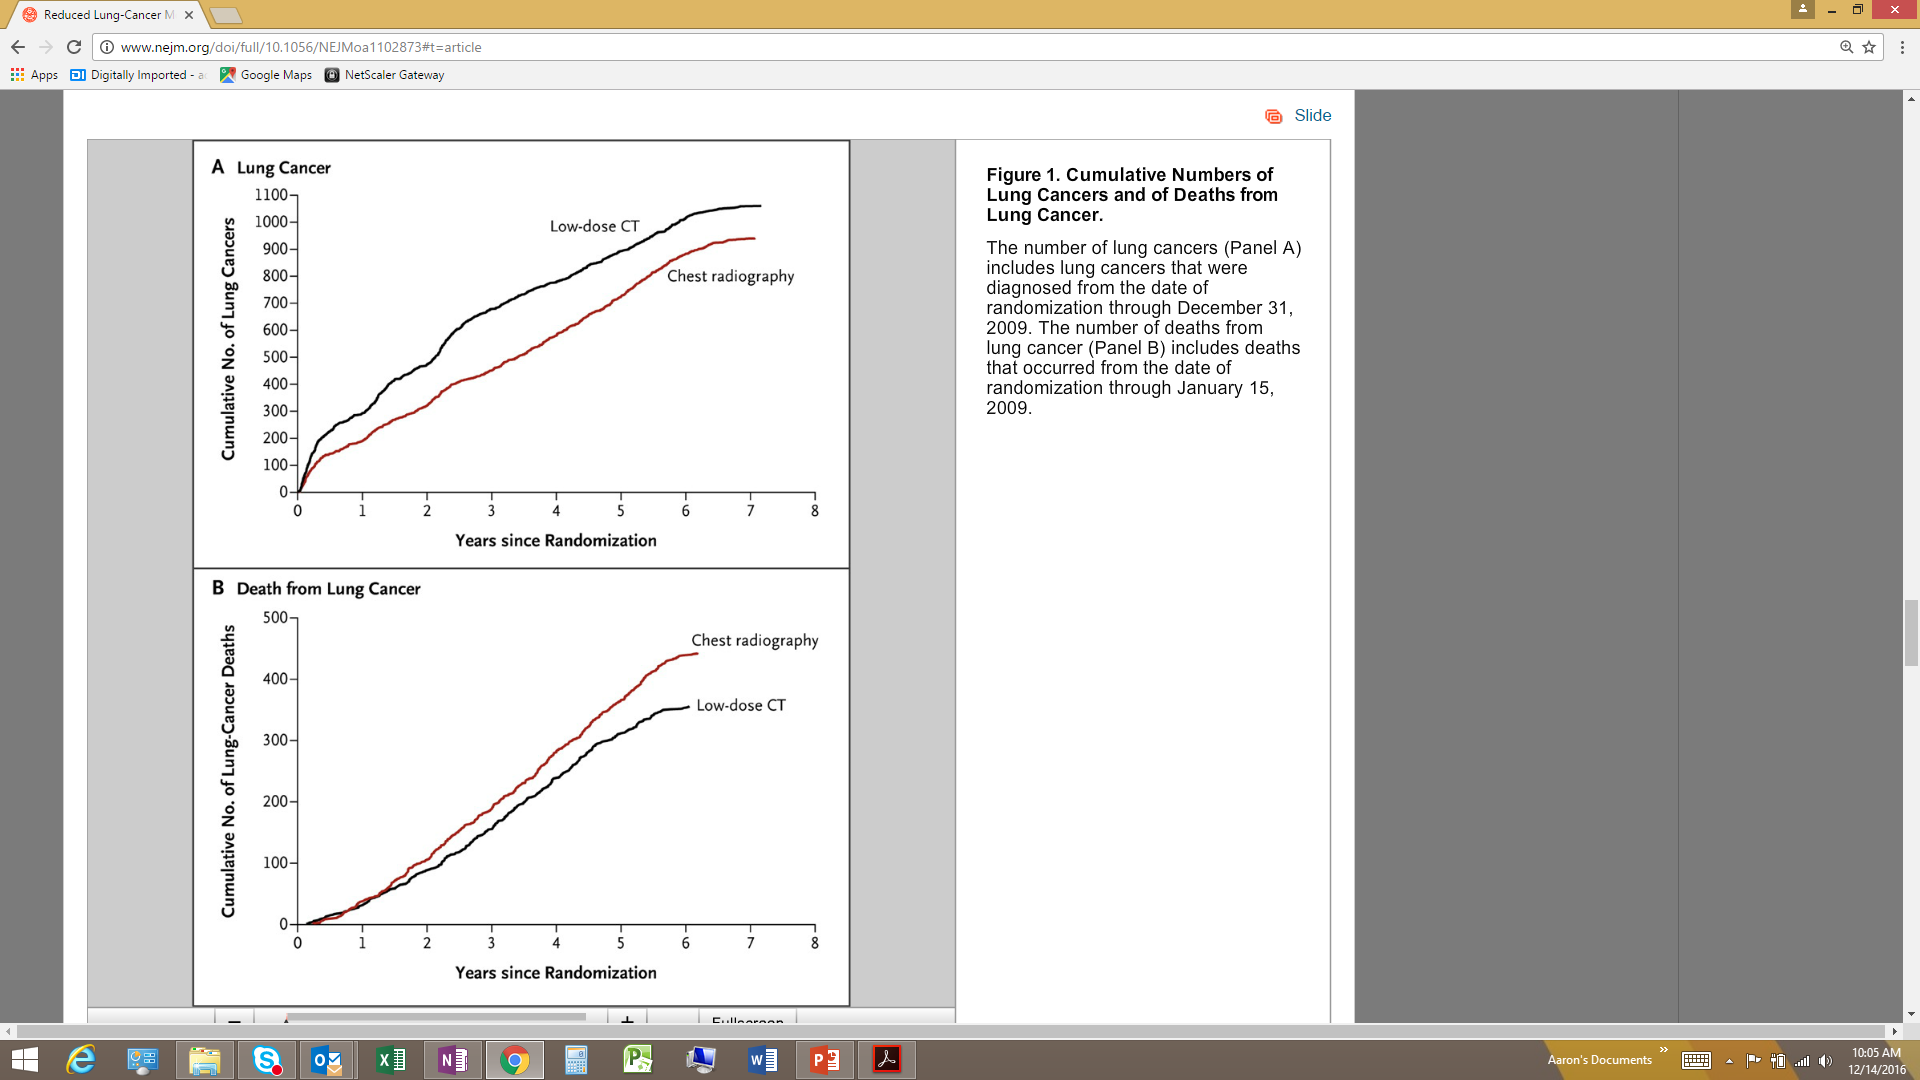 Reduced Lung-Cancer M
www.nejm.org/doi/full/10.1056/NEJMoa1102873#t=article
Apps Digitally Imported - Google Maps NetScaler Gateway
Slide
A Lung Cancer
Cumulative No. of Lung Cancers
1100
1000
900
800
700
600
500
400
300
200
100
0
Low-dose CT
Chest radiography
0 1 2 3 4 5 6 7 8
Years since Randomization
B Death from Lung Cancer
Cumulative No. of Lung-Cancer Deaths
500
400
300
200
100
0
Chest radiography
Low-dose CT
0 1 2 3 4 5 6 7 8
Years since Randomization
Figure 1. Cumulative Numbers of
Lung Cancers and of Deaths from
Lung Cancer.
The number of lung cancers (Panel A)
includes lung cancers that were
diagnosed from the date of
randomization through December 31,
2009. The number of deaths from
lung cancer (Panel B) includes deaths
that occurred from the date of
randomization through January 15,
2009.
Fullscreen
Aaron's Documents
10:05 AM
12/14/2016